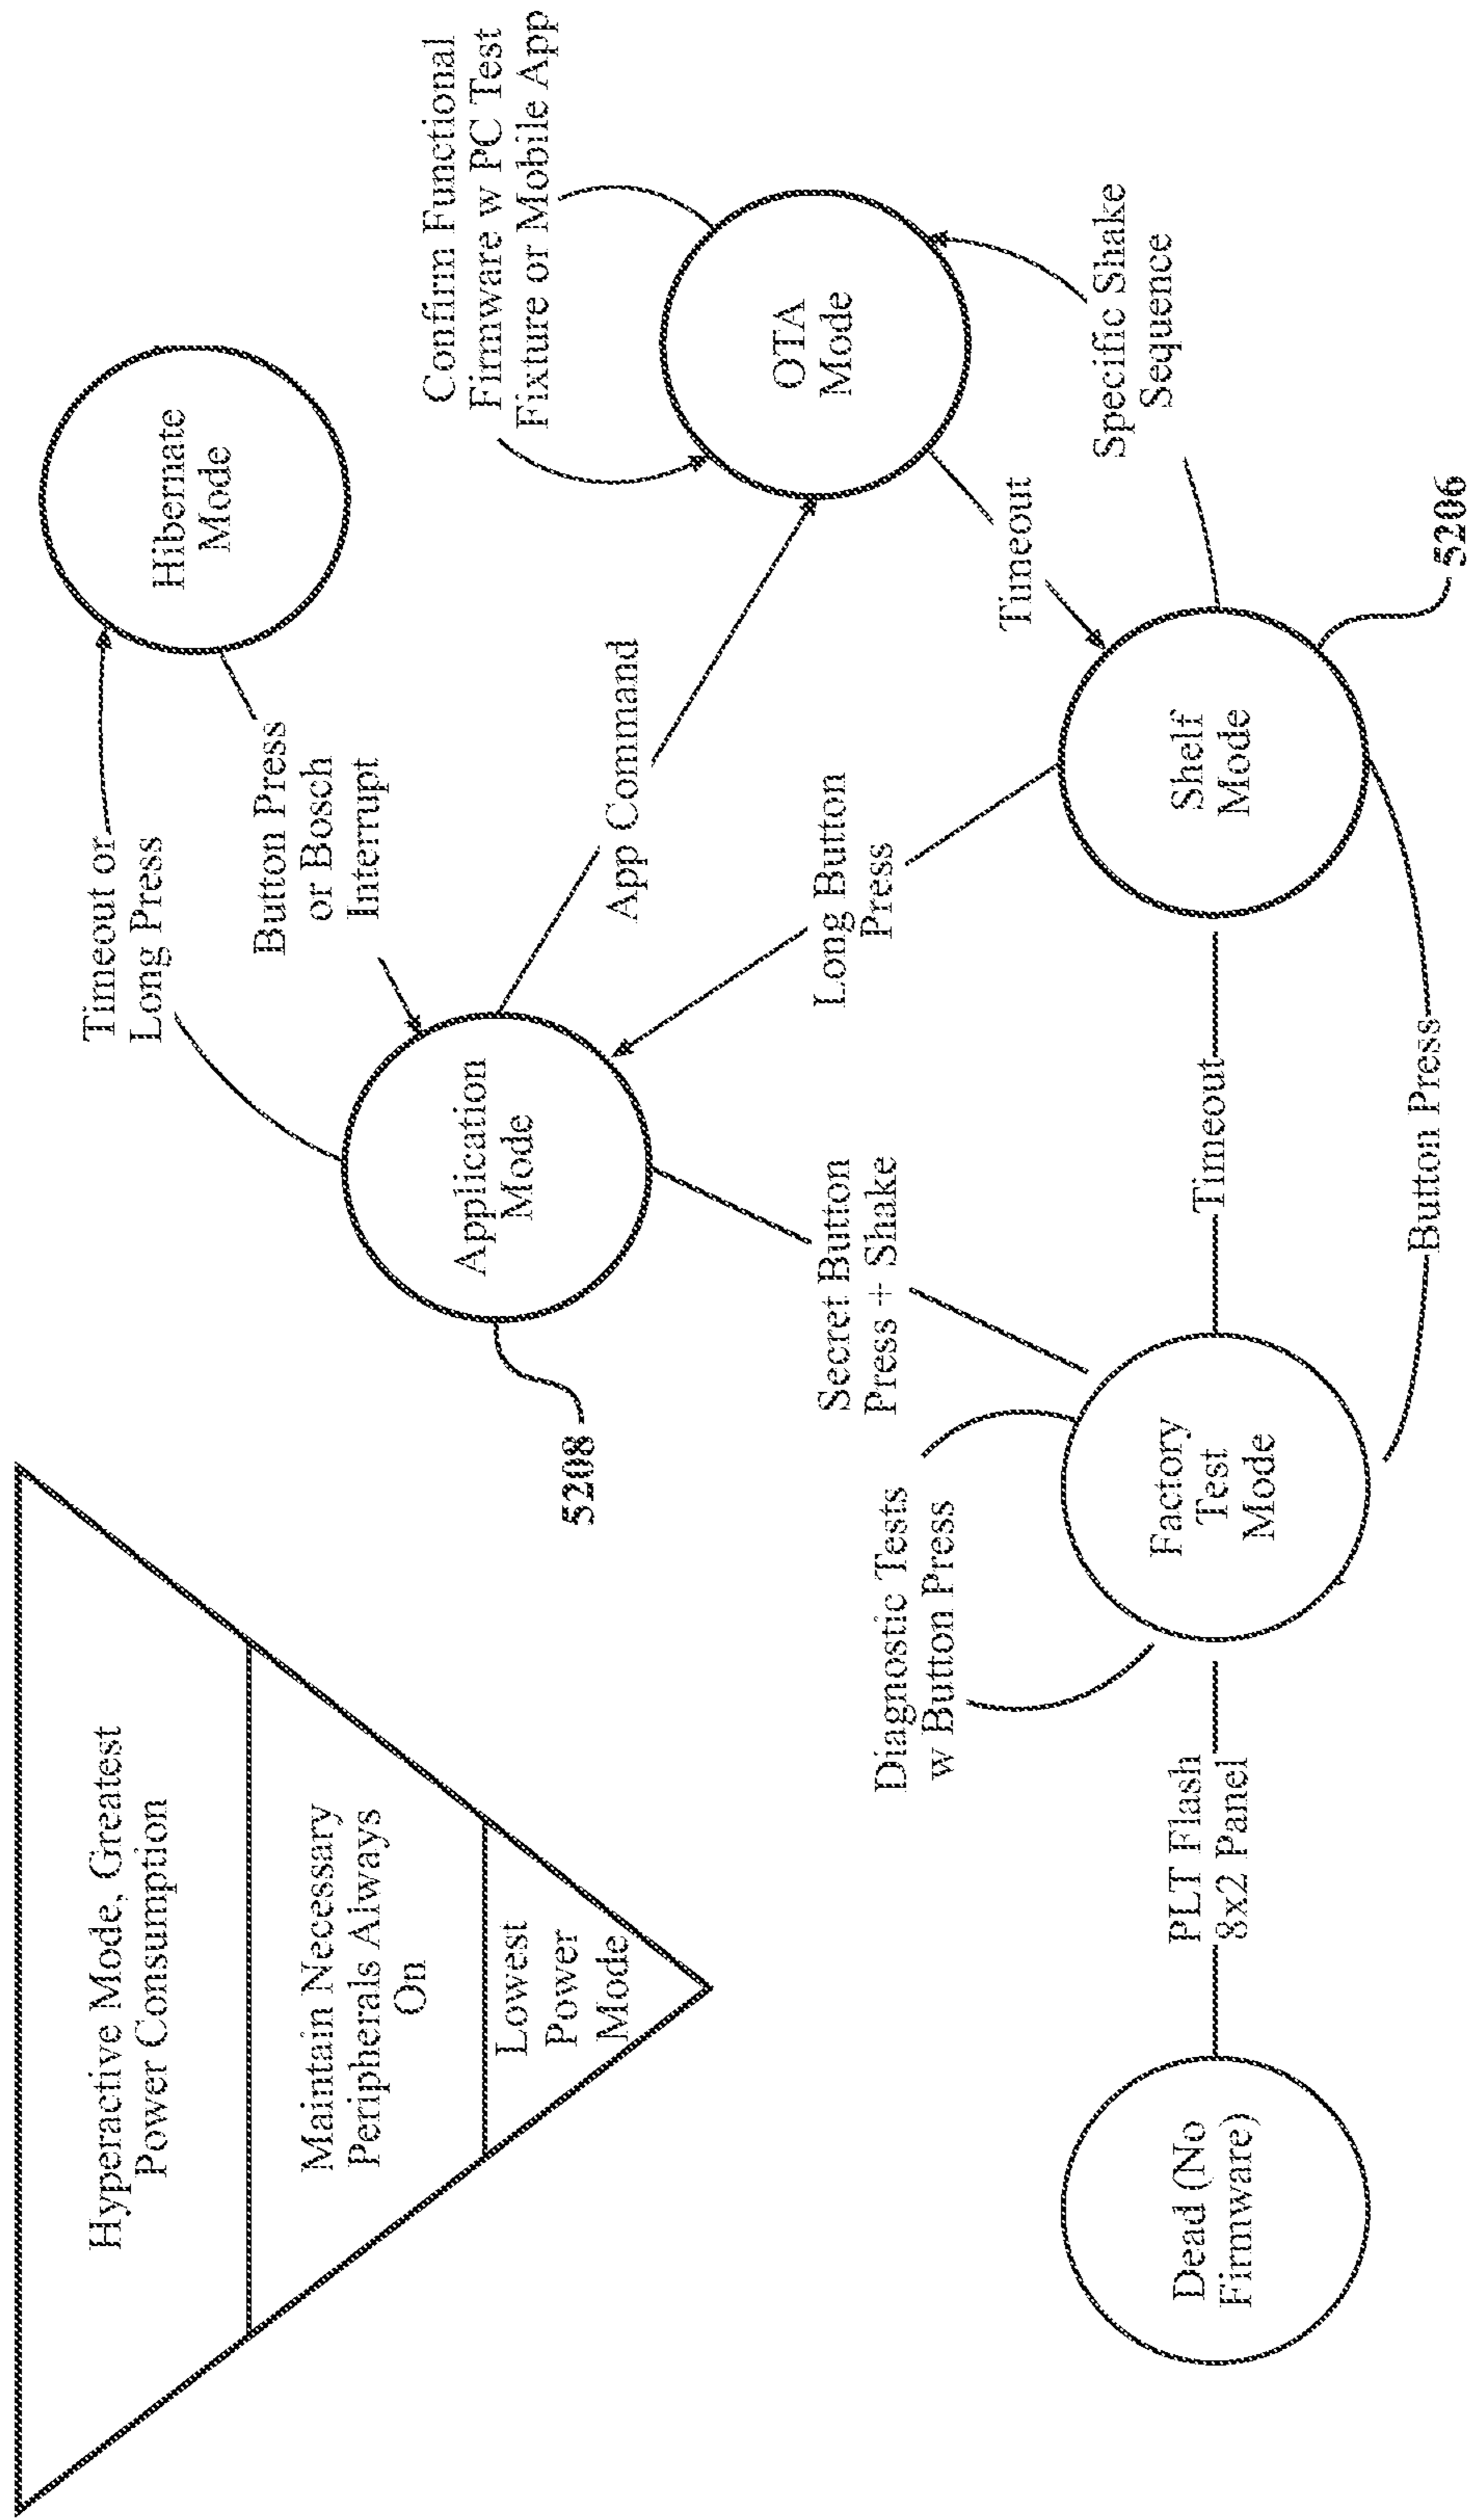 Hyperactive Mode, Greatest
Power Consumption
Maintain Necessary
Peripherals Always
On
Lowest
Power
Mode
Timeout or
Long Press
Hibernate
Mode
Button Press
or Bosch
Interrupt
Application
Mode
5208
App Command
Confirm Functional
Firmware w PC Test
Fixture or Mobile App
OTA
Mode
Secret Button
Press + Shake
Long Button
Press
Timeout
Specific Shake
Sequence
Diagnostic Tests
w Button Press
Dead (No
Firmware)
PLT Flash
8x2 Panel
Factory
Test
Mode
Timeout
Shelf
Mode
Button Press
5206